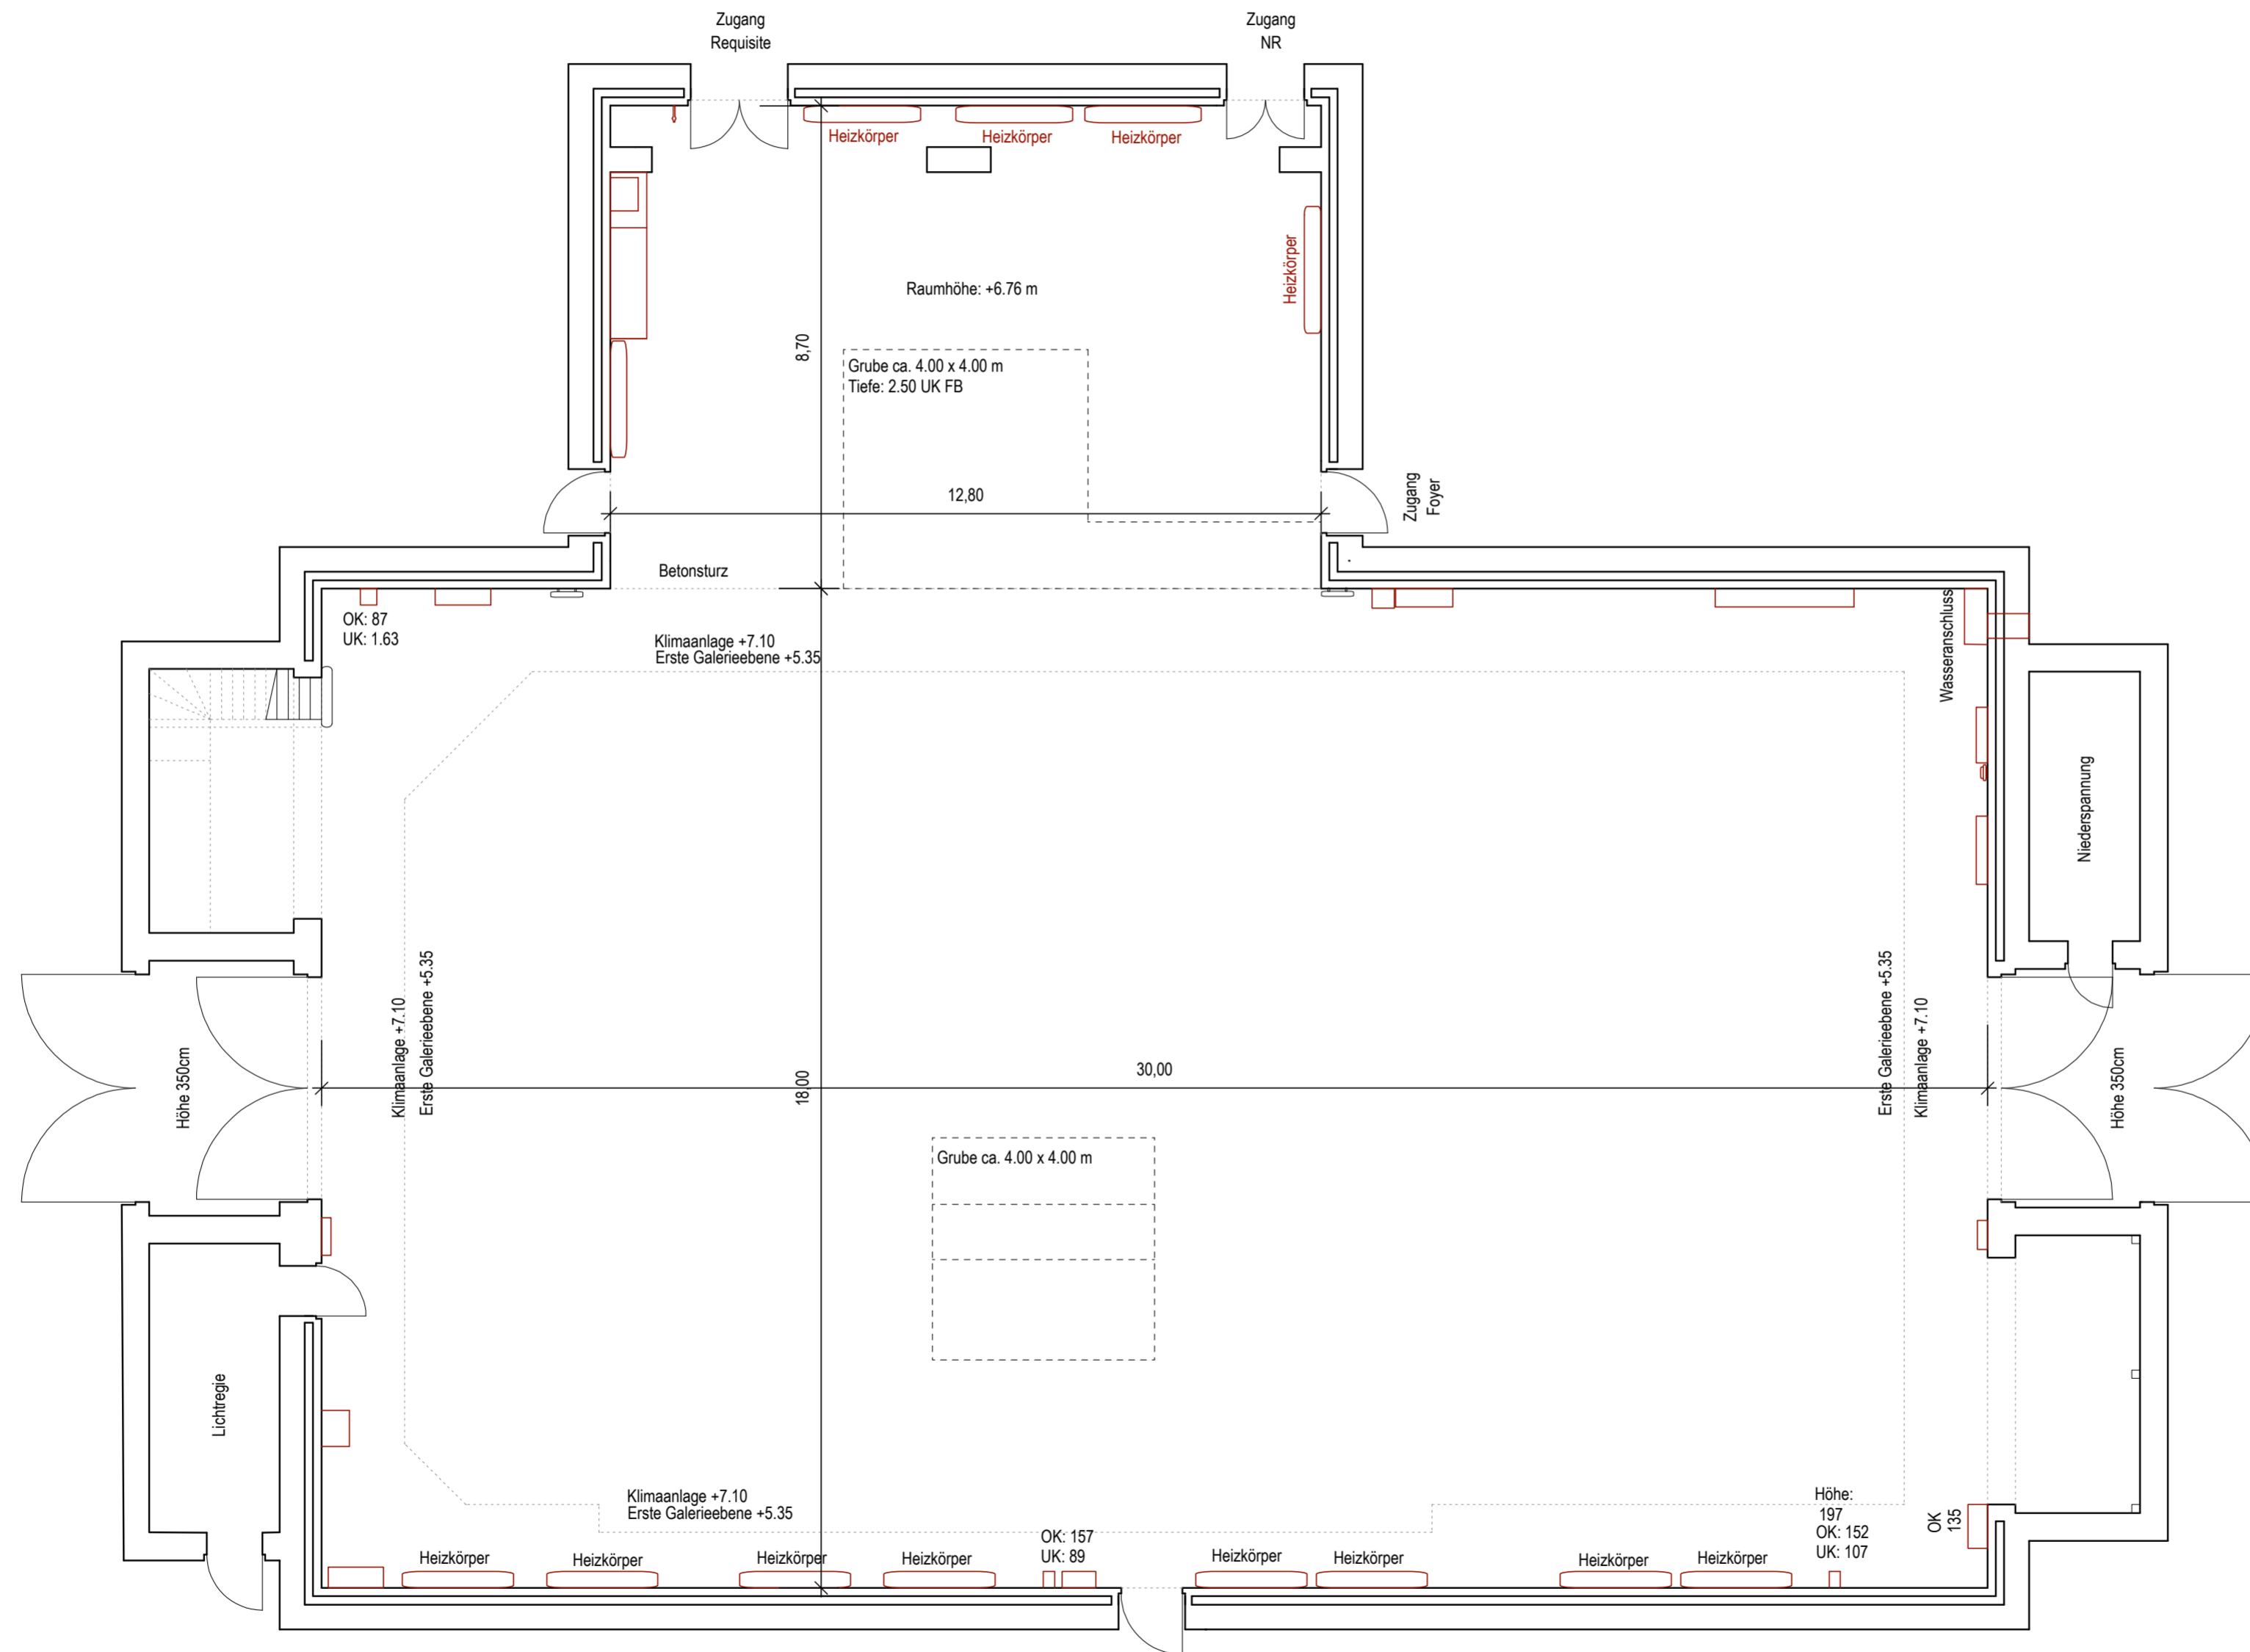 Zugang
Requisite
Zugang
NR
Heizkörper
Heizkörper
Heizkörper
Heizkörper
Raumhöhe: +6.76 m
8,70
Grube ca. 4.00 x 4.00 m
Tiefe: 2.50 UK FB
12,80
Zugang
Foyer
Betonsturz
OK: 87
UK: 1.63
Klimaanlage +7.10
Erste Galerieebene +5.35
Wasseranschluss
Niederspannung
Höhe 350cm
Klimaanlage +7.10
Erste Galerieebene +5.35
18,00
30,00
Erste Galerieebene +5.35
Klimaanlage +7.10
Höhe 350cm
Grube ca. 4.00 x 4.00 m
Lichtregie
Klimaanlage +7.10
Erste Galerieebene +5.35
OK: 157
UK: 89
Höhe:
197
OK: 152
UK: 107
OK
135
Heizkörper
Heizkörper
Heizkörper
Heizkörper
Heizkörper
Heizkörper
Heizkörper
Heizkörper